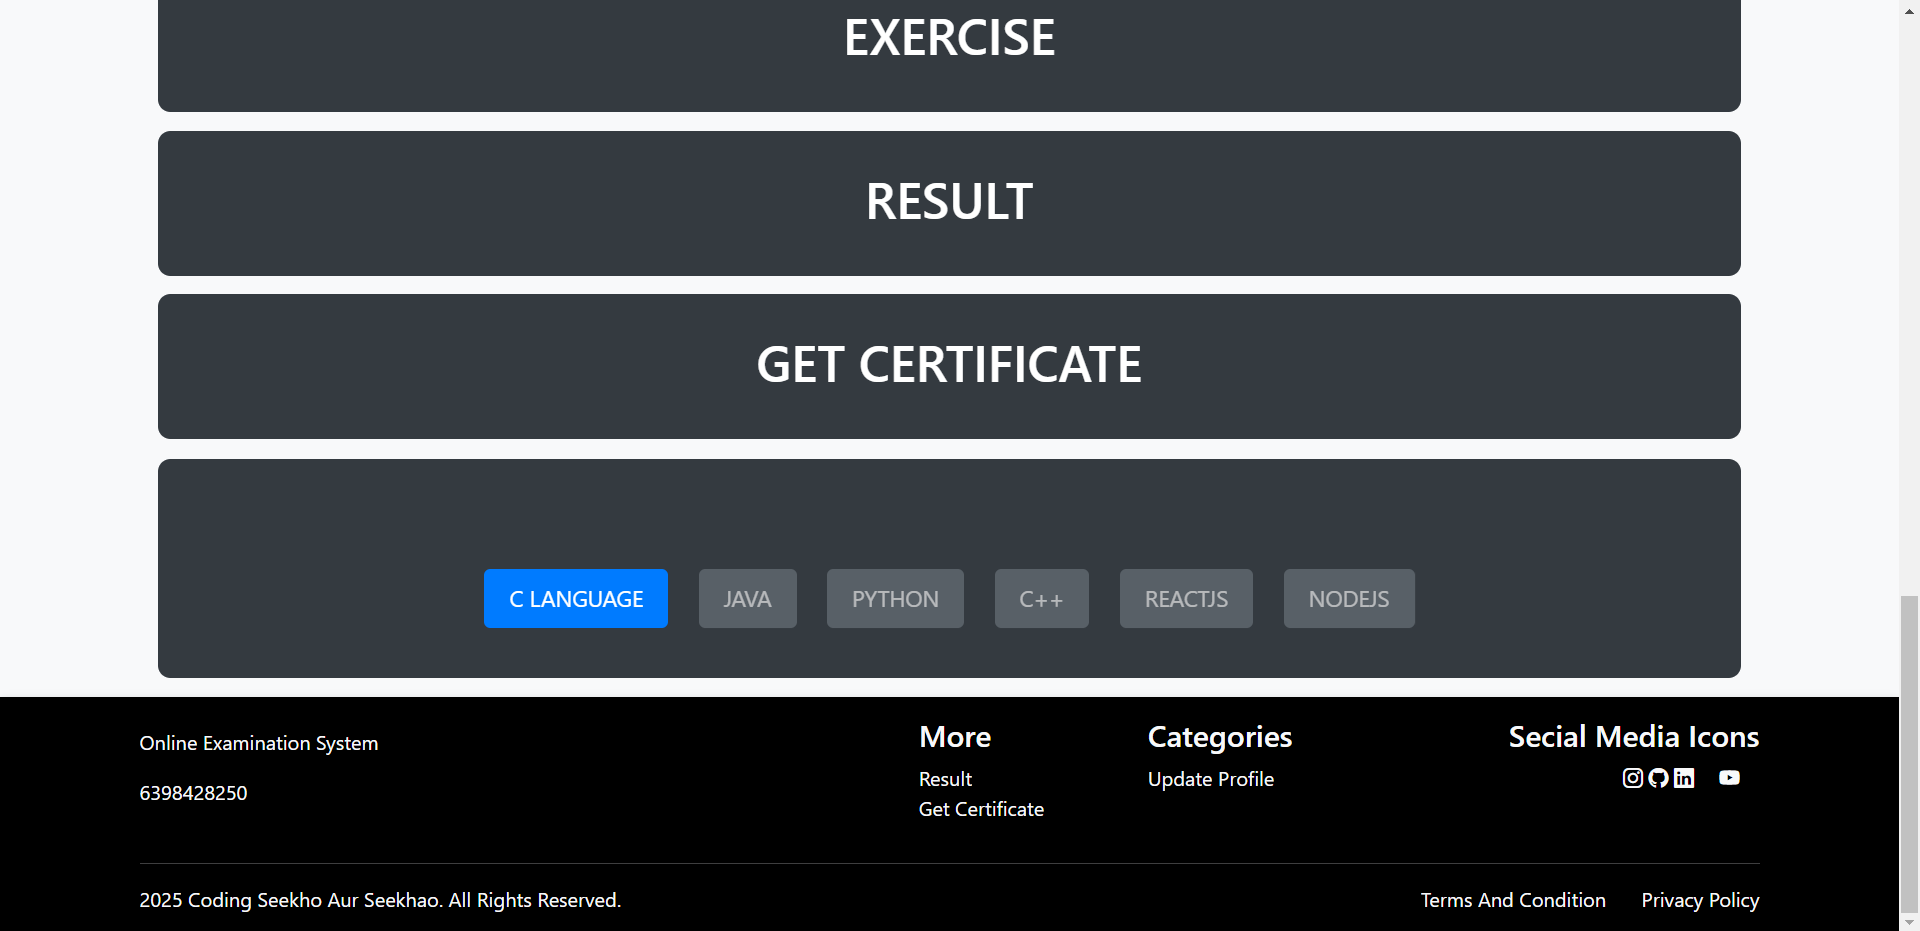 EXERCISE
RESULT
GET CERTIFICATE
C LANGUAGE JAVA PYTHON C++ REACTJS NODEJS
Online Examination System
6398428250
More
Result
Get Certificate
Categories
Update Profile
Secial Media Icons
2025 Coding Seekho Aur Seekhao. All Rights Reserved.
Terms And Condition Privacy Policy